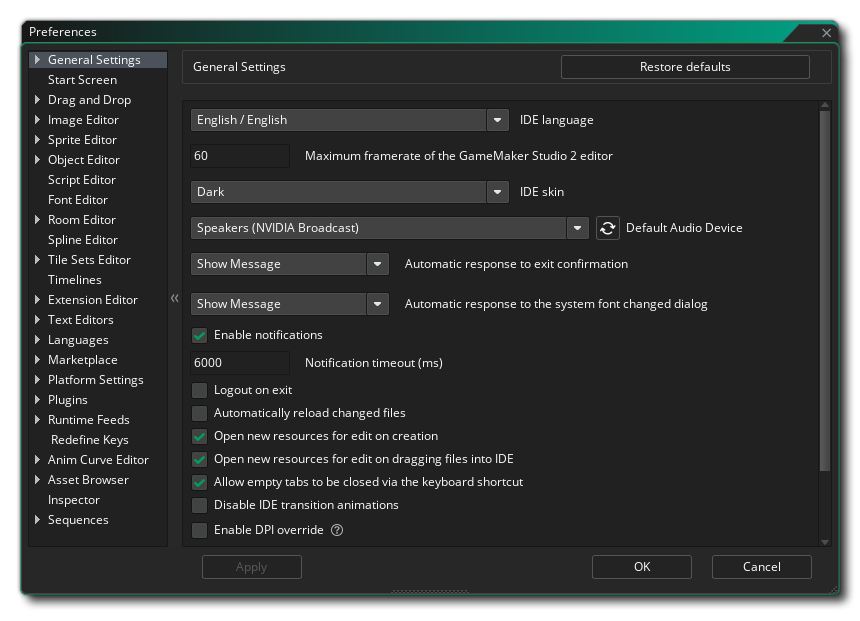 Preferences
General Settings
Start Screen
Drag and Drop
Image Editor
Sprite Editor
Object Editor
Script Editor
Font Editor
Room Editor
Spline Editor
Tile Sets Editor
Timelines
Extension Editor
Text Editors
Languages
Marketplace
Platform Settings
Plugins
Runtime Feeds
Redefine Keys
Anim Curve Editor
Asset Browser
Inspector
Sequences
General Settings
Restore defaults
English / English IDE language
60 Maximum framerate of the GameMaker Studio 2 editor
Dark IDE skin
Speakers (NVIDIA Broadcast) Default Audio Device
Show Message Automatic response to exit confirmation
Show Message Automatic response to the system font changed dialog
Enable notifications
6000 Notification timeout (ms)
Logout on exit
Automatically reload changed files
Open new resources for edit on creation
Open new resources for edit on dragging files into IDE
Allow empty tabs to be closed via the keyboard shortcut
Disable IDE transition animations
Enable DPI override ?
Apply
OK
Cancel